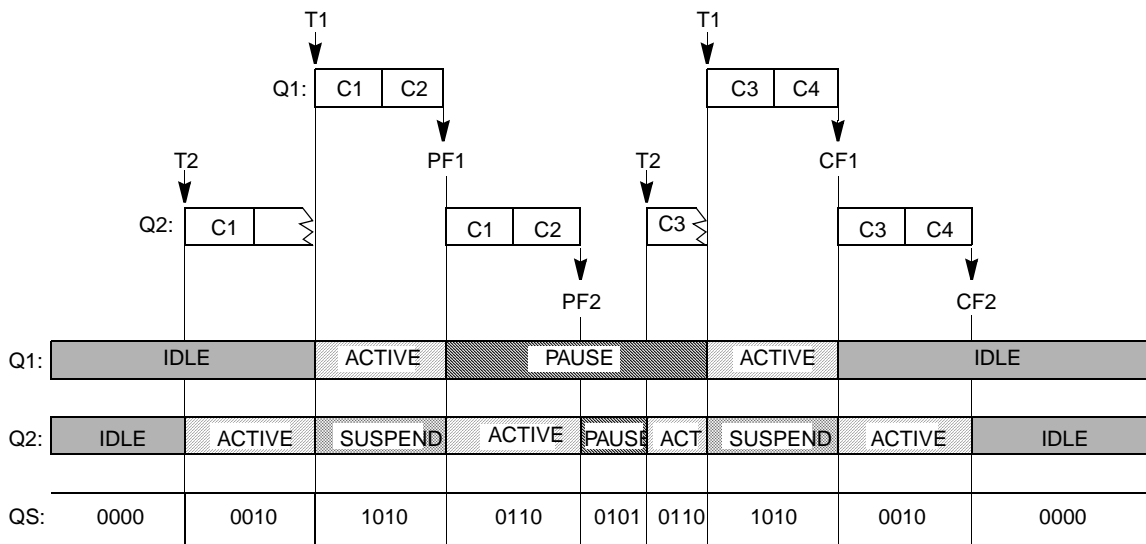 T1 T1
Q1: C1 C2 C3 C4
T2 PF1 T2 CF1
Q2: C1 C1 C2 C3 C3 C4
PF2 CF2
Q1: IDLE ACTIVE PAUSE ACTIVE IDLE
Q2: IDLE ACTIVE SUSPEND ACTIVE PAUSE ACT SUSPEND ACTIVE IDLE
QS: 0000 0010 1010 0110 0101 0110 1010 0010 0000